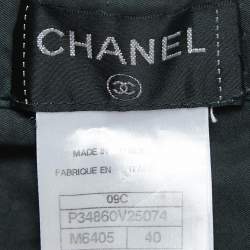 CHANEL
MADE IN
FABRIQUE EN
09C
P34860V25074
M6405 40